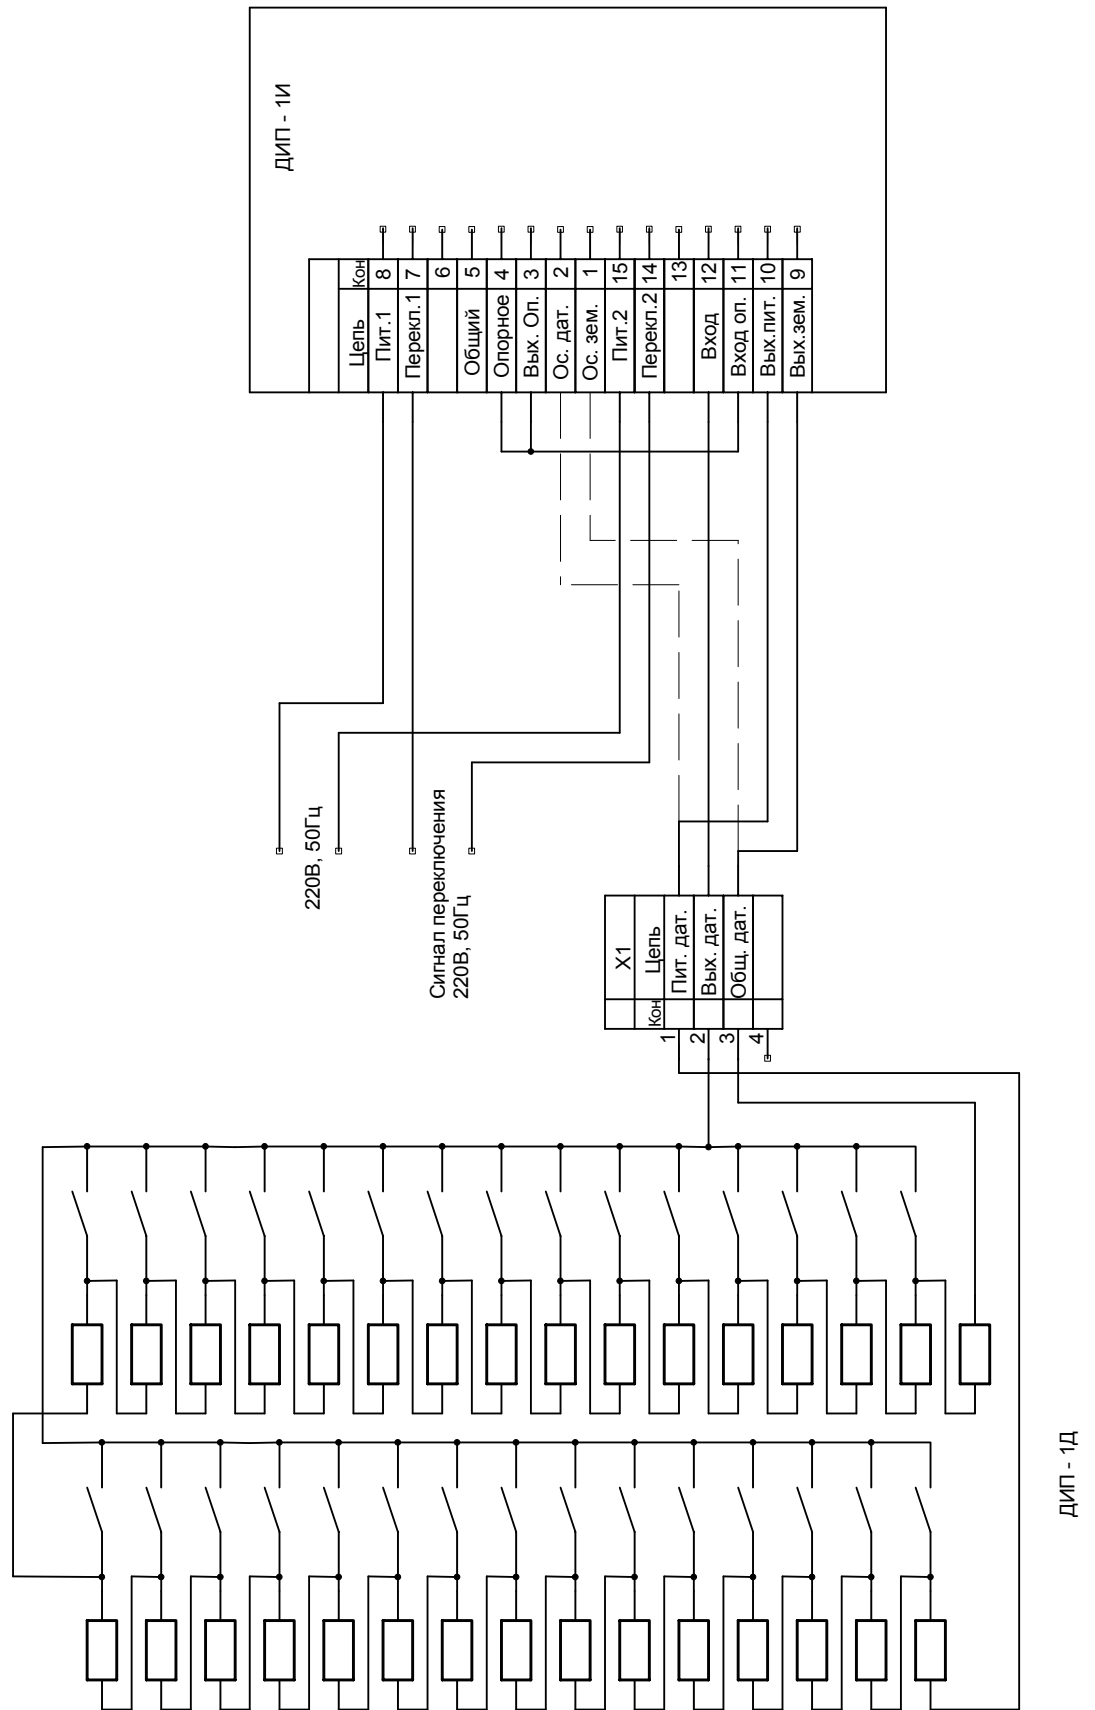 ДИП - 1И
Цепь
Кон
Пит.1
8
Перекл.1
7
6
Общий
5
Опорное
4
Вых. Оп.
3
Ос. дат.
2
Ос. зем.
1
Пит.2
15
Перекл.2
14
13
Вход
12
Вход оп.
11
Вых.пит.
10
Вых.зем.
9
220В, 50Гц
Сигнал переключения
220В, 50Гц
X1
Кон
Цепь
1
Пит. дат.
2
Вых. дат.
3
Общ. дат.
4
ДИП - 1Д